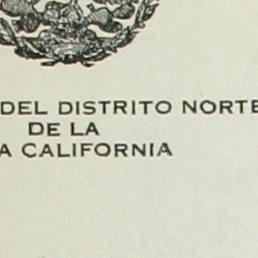 DEL DISTRITO NORTE
DE LA
A CALIFORNIA